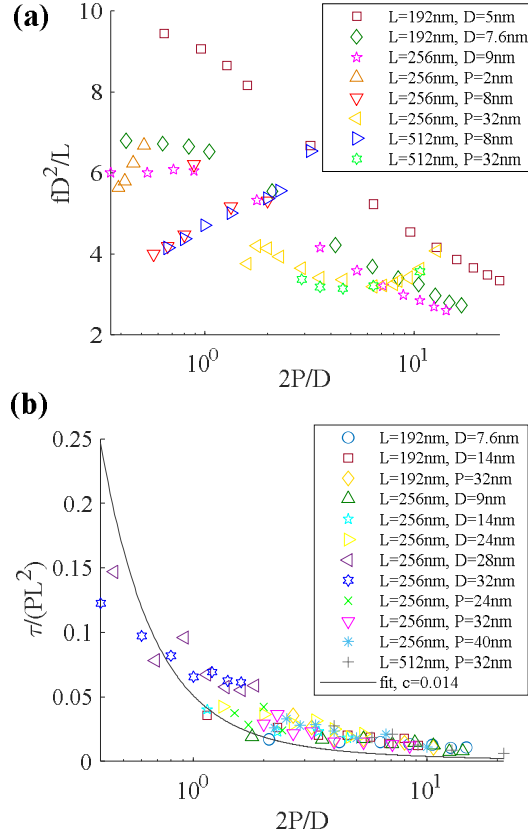 (a)
10
8
6
4
2
fD²/L
10⁰
10¹
2P/D
L=192nm, D=5nm
L=192nm, D=7.6nm
L=256nm, D=9nm
L=256nm, P=2nm
L=256nm, P=8nm
L=256nm, P=32nm
L=512nm, P=8nm
L=512nm, P=32nm
(b)
0.25
0.2
0.15
0.1
0.05
0
τ/(PL²)
10⁰
10¹
2P/D
L=192nm, D=7.6nm
L=192nm, D=14nm
L=192nm, P=32nm
L=256nm, D=9nm
L=256nm, D=14nm
L=256nm, D=24nm
L=256nm, D=28nm
L=256nm, D=32nm
L=256nm, P=24nm
L=256nm, P=32nm
L=256nm, P=40nm
L=512nm, P=32nm
fit, c=0.014